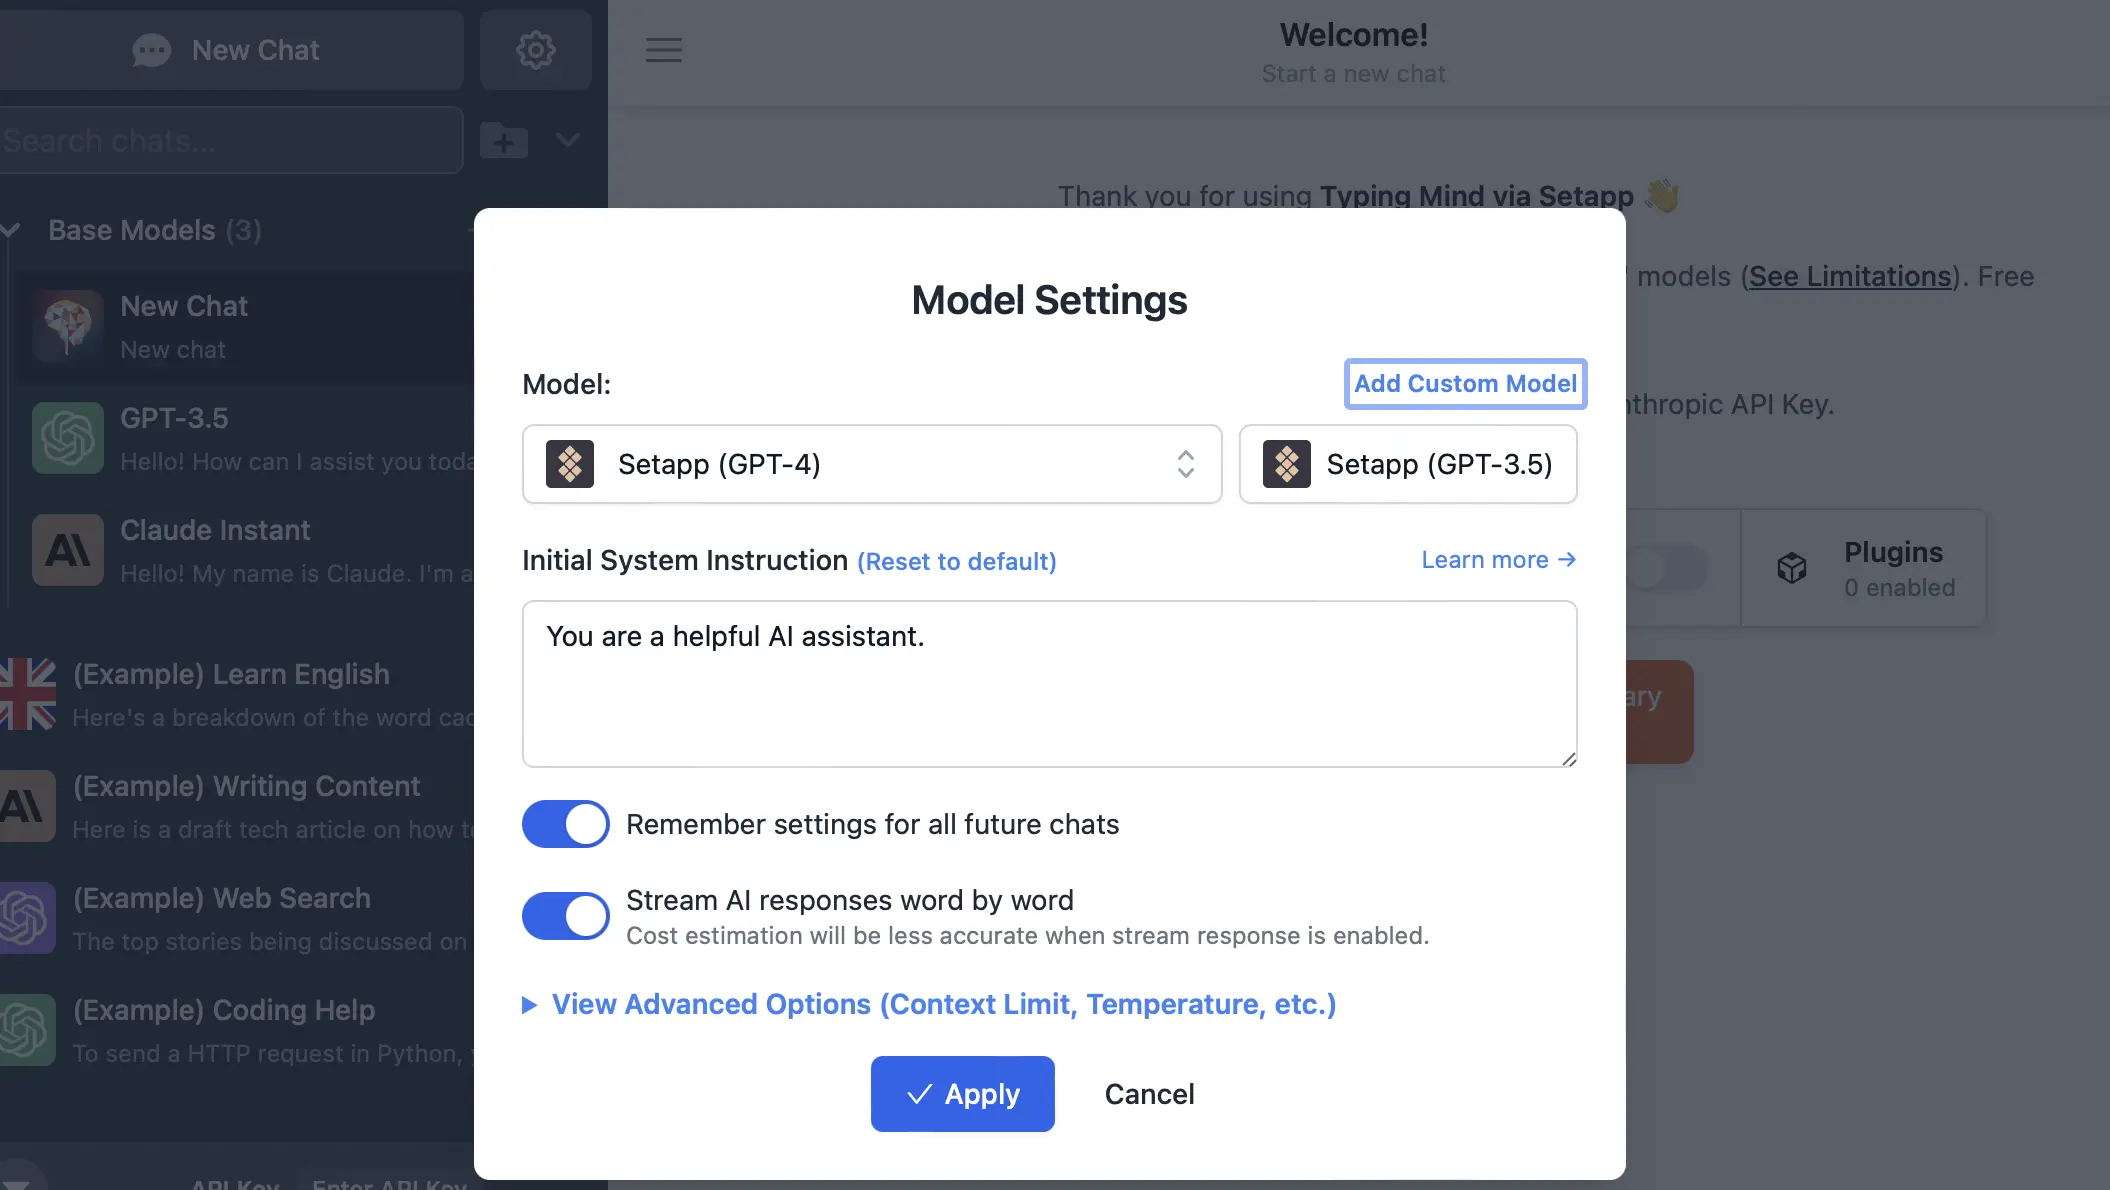 New Chat
Search chats...
Base Models (3)
New Chat
New chat
GPT-3.5
Hello! How can I assist you toda
Claude Instant
Hello! My name is Claude. I'm a
(Example) Learn English
Here's a breakdown of the word cac
(Example) Writing Content
Here is a draft tech article on how to
(Example) Web Search
The top stories being discussed on
(Example) Coding Help
To send a HTTP request in Python,
API Key
Enter API Key
Welcome!
Start a new chat
Thank you for using Typing Mind via Setapp 👋
models (See Limitations). Free
nthropic API Key.
Plugins
0 enabled
ary
Model Settings
Model:
Add Custom Model
Setapp (GPT-4)
Setapp (GPT-3.5)
Initial System Instruction (Reset to default)
Learn more →
You are a helpful AI assistant.
Remember settings for all future chats
Stream AI responses word by word
Cost estimation will be less accurate when stream response is enabled.
View Advanced Options (Context Limit, Temperature, etc.)
Apply
Cancel